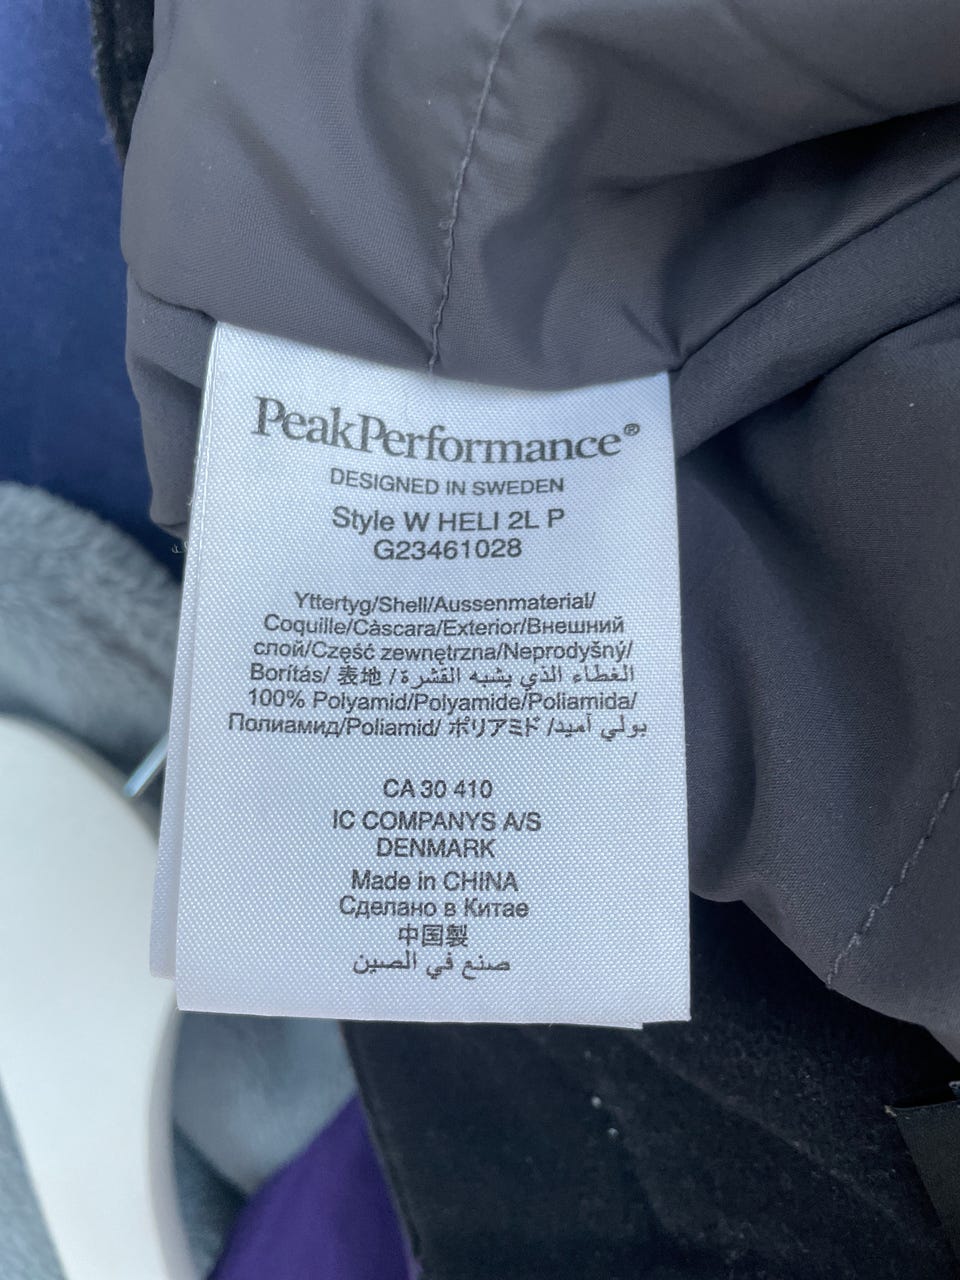 PeakPerformance®
DESIGNED IN SWEDEN
Style W HELI 2L P
G23461028
Yttertyg/Shell/Aussenmaterial/
Coquille/Càscara/Exterior/Внешний
слой/Część zewnętrzna/Neprodyšný/
Borítás/ 表地 /الغطاء الذي يشبه القشرة
100% Polyamid/Polyamide/Poliamida/
Полиамид/Poliamid/ ポリアミド /بولي أميد
CA 30 410
IC COMPANYS A/S
DENMARK
Made in CHINA
Сделано в Китае
中国製
صنع في الصين